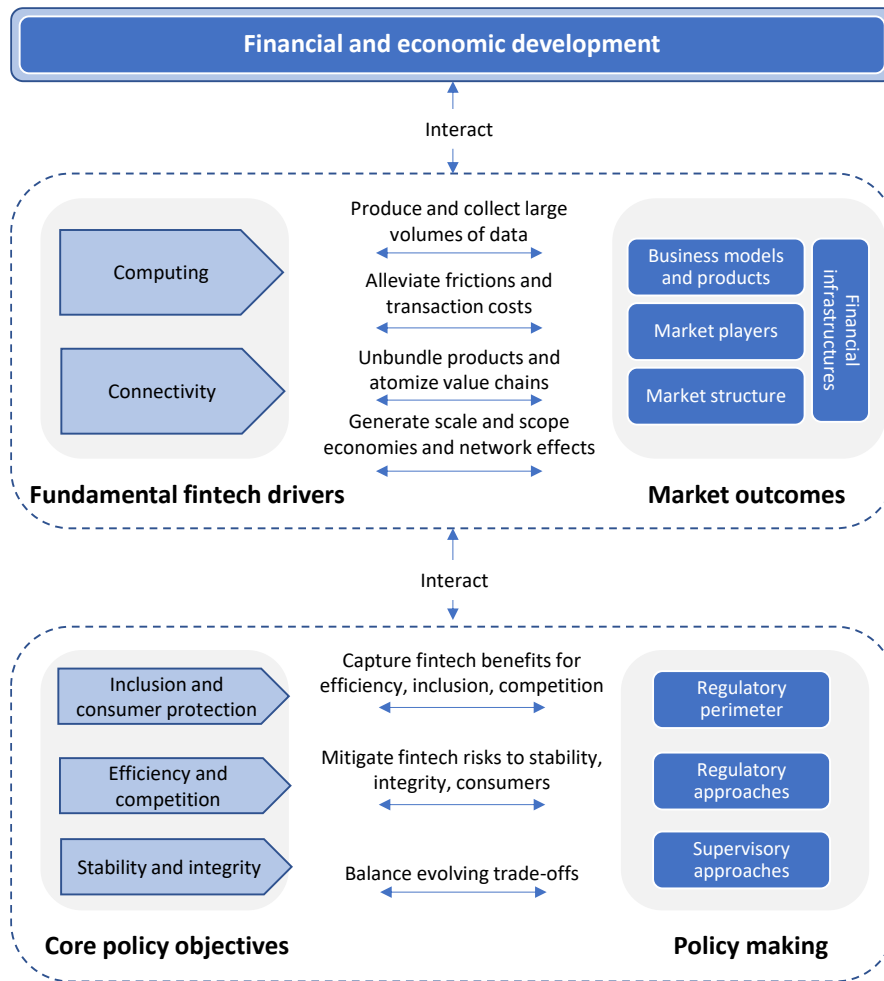 Financial and economic development
Interact
Produce and collect large
volumes of data
Computing
Alleviate frictions and
transaction costs
Connectivity
Unbundle products and
atomize value chains
Generate scale and scope
economies and network effects
Business models
and products
Market players
Market structure
Financial
infrastructures
Fundamental fintech drivers
Market outcomes
Interact
Inclusion and
consumer protection
Efficiency and
competition
Stability and integrity
Capture fintech benefits for
efficiency, inclusion, competition
Mitigate fintech risks to stability,
integrity, consumers
Balance evolving trade-offs
Regulatory
perimeter
Regulatory
approaches
Supervisory
approaches
Core policy objectives
Policy making